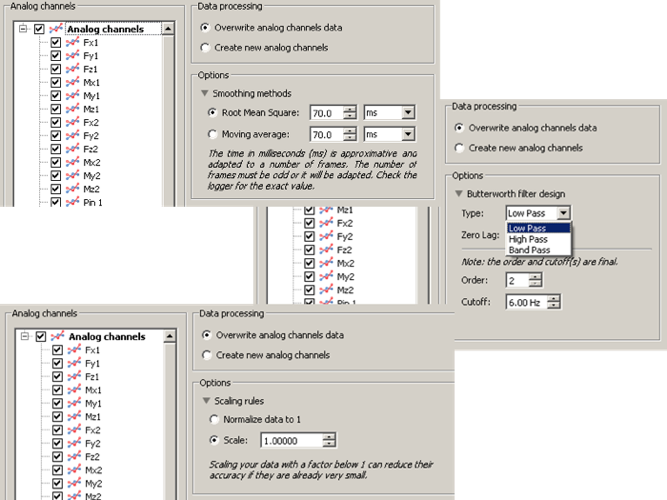 Analog channels
Analog channels
Fx1
Fy1
Fz1
Mx1
My1
Mz1
Fx2
Fy2
Fz2
Mx2
My2
Mz2
Pin 1
Data processing
Overwrite analog channels data
Create new analog channels
Options
Smoothing methods
Root Mean Square: 70.0 ms
Moving average: 70.0 ms
The time in milliseconds (ms) is approximative and
adapted to a number of frames. The number of
frames must be odd or it will be adapted. Check the
logger for the exact value.
Mz1
Fx2
Fy2
Fz2
Mx2
My2
Mz2
Pin 1
Data processing
Overwrite analog channels data
Create new analog channels
Options
Butterworth filter design
Type: Low Pass
Low Pass
Zero Lag:
High Pass
Band Pass
Note: the order and cutoff(s) are final.
Order: 2
Cutoff: 6.00 Hz
Analog channels
Analog channels
Fx1
Fy1
Fz1
Mx1
My1
Mz1
Fx2
Fy2
Fz2
Mx2
My2
Mz2
Data processing
Overwrite analog channels data
Create new analog channels
Options
Scaling rules
Normalize data to 1
Scale: 1.00000
Scaling your data with a factor below 1 can reduce their
accuracy if they are already very small.